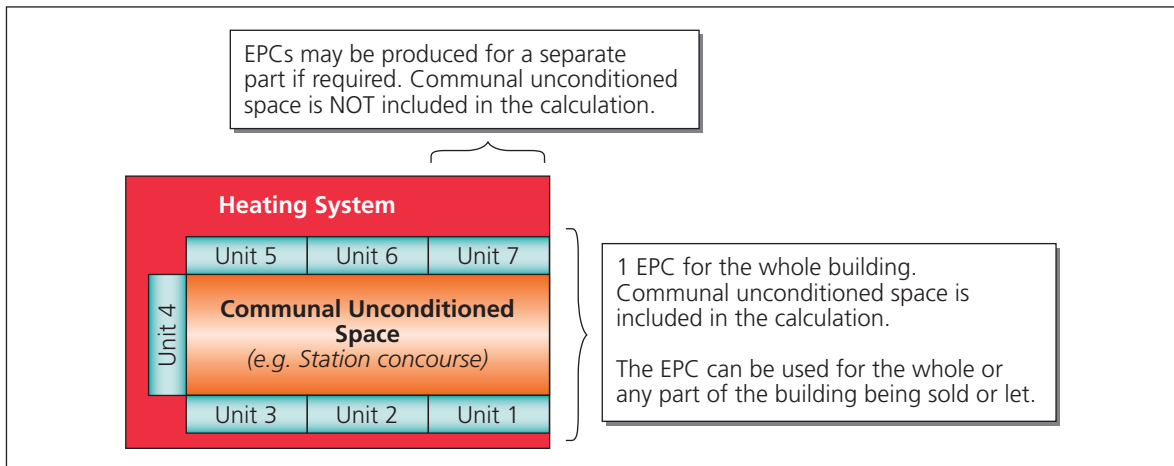 EPCs may be produced for a separate
part if required. Communal unconditioned
space is NOT included in the calculation.
Heating System
Unit 5
Unit 6
Unit 7
Unit 4
Communal Unconditioned
Space
(e.g. Station concourse)
Unit 3
Unit 2
Unit 1
1 EPC for the whole building.
Communal unconditioned space is
included in the calculation.
The EPC can be used for the whole or
any part of the building being sold or let.